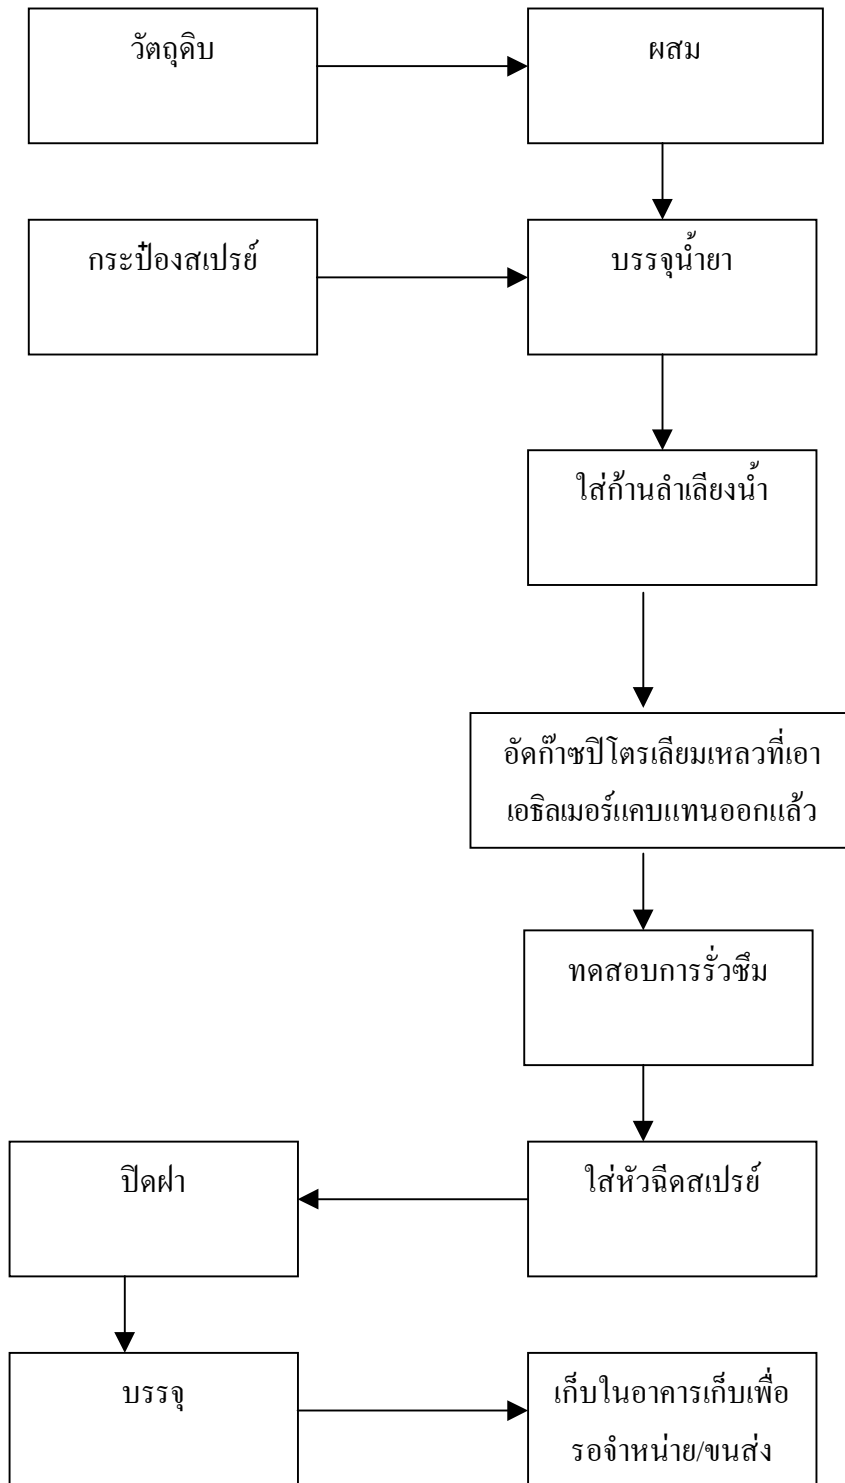 วัตถุดิบ
ผสม
กระป๋องสเปรย์
บรรจุน้ำยา
ใส่ก้านลำเลียงน้ำ
อัดก๊าซปิโตรเลียมเหลวที่เอา
เอธิลเมอร์แคบแทนออกแล้ว
ทดสอบการรั่วซึม
ใส่หัวฉีดสเปรย์
ปิดฝา
บรรจุ
เก็บในอาคารเก็บเพื่อ
รอจำหน่าย/ขนส่ง